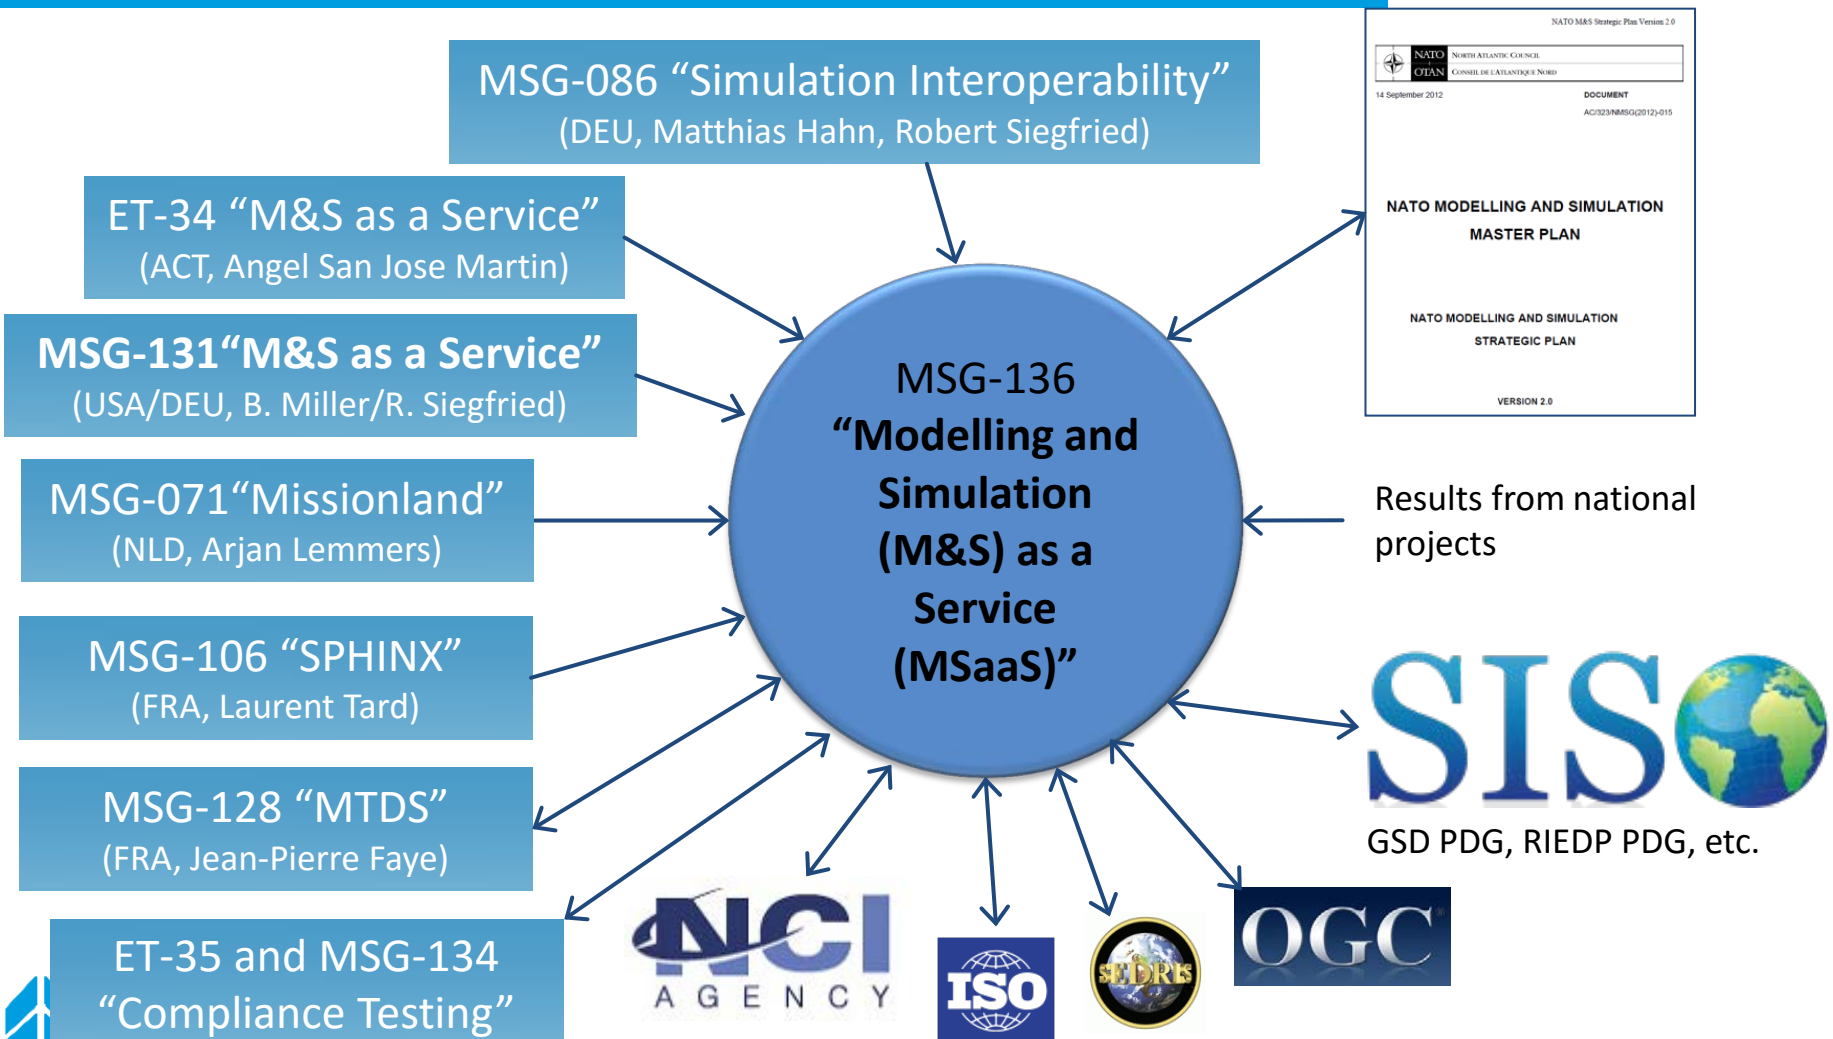 NATO M&S Strategic Plan Version 2.0
NATO
OTAN
NORTH ATLANTIC COUNCIL
CONSEIL DE L'ATLANTIQUE NORD
14 September 2012
DOCUMENT
AC/323/NMSG(2012)-015
NATO MODELLING AND SIMULATION
MASTER PLAN
NATO MODELLING AND SIMULATION
STRATEGIC PLAN
VERSION 2.0
MSG-086 “Simulation Interoperability”
(DEU, Matthias Hahn, Robert Siegfried)
ET-34 “M&S as a Service”
(ACT, Angel San Jose Martin)
MSG-131“M&S as a Service”
(USA/DEU, B. Miller/R. Siegfried)
MSG-071“Missionland”
(NLD, Arjan Lemmers)
MSG-106 “SPHINX”
(FRA, Laurent Tard)
MSG-128 “MTDS”
(FRA, Jean-Pierre Faye)
ET-35 and MSG-134
“Compliance Testing”
MSG-136
“Modelling and
Simulation
(M&S) as a
Service
(MSaaS)”
Results from national
projects
SISO
GSD PDG, RIEDP PDG, etc.
NCI
AGENCY
ISO
SEDRIS
OGC®